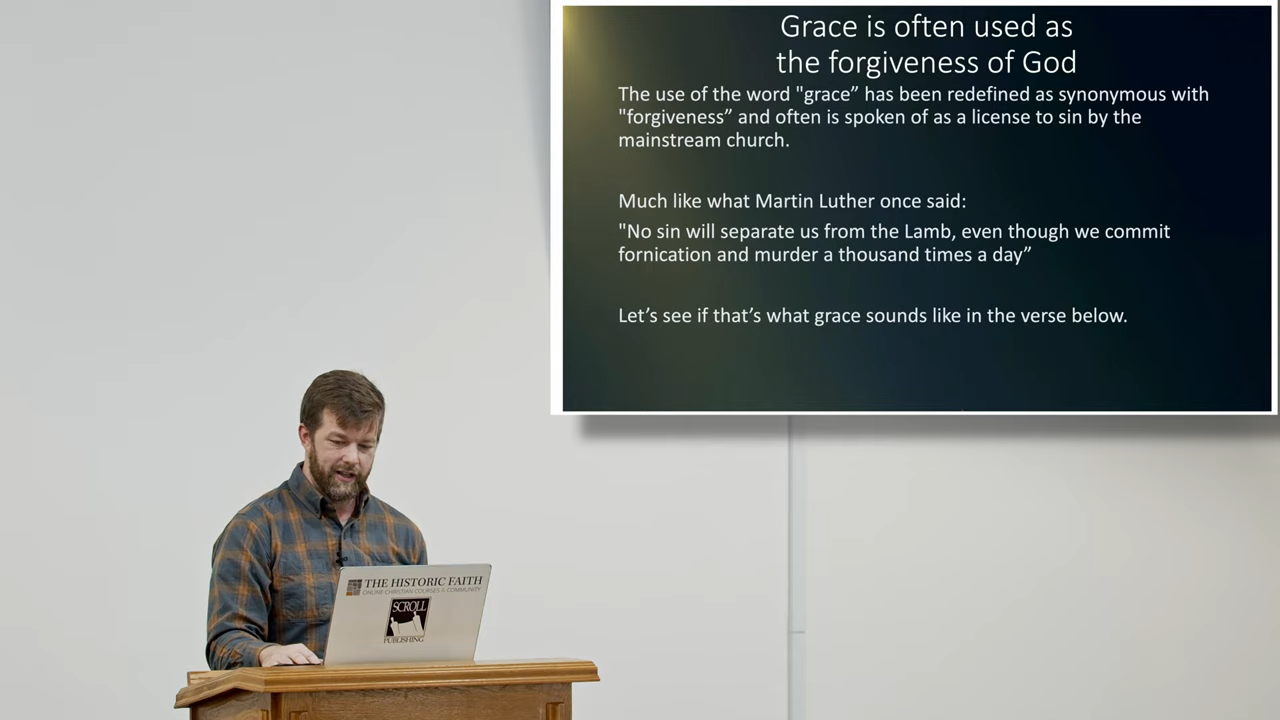 Grace is often used as
the forgiveness of God
The use of the word "grace” has been redefined as synonymous with
"forgiveness” and often is spoken of as a license to sin by the
mainstream church.
Much like what Martin Luther once said:
"No sin will separate us from the Lamb, even though we commit
fornication and murder a thousand times a day”
Let’s see if that’s what grace sounds like in the verse below.
THE HISTORIC FAITH
ONLINE CHRISTIAN COURSES & COMMUNITY
SCROLL
PUBLISHING